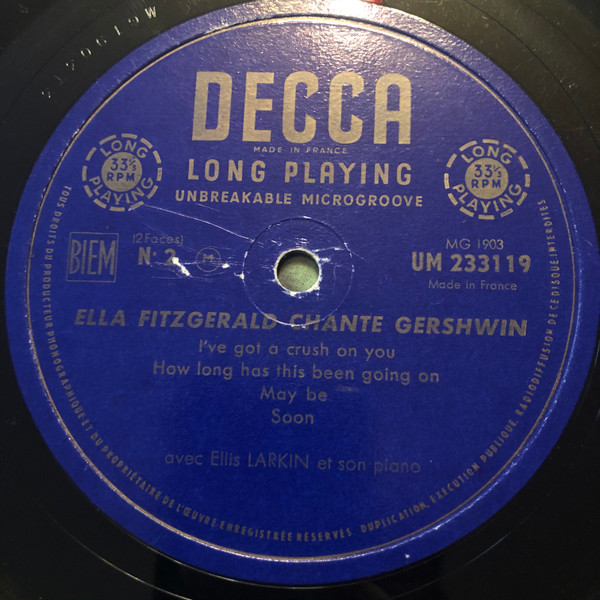 DECCA
MADE IN FRANCE
LONG PLAYING
UNBREAKABLE MICROGROOVE
LONG PLAYING
33⅓
RPM
LONG PLAYING
33⅓
RPM
BIEM
(2 Faces)
N: 2
M
MG 1903
UM 233119
Made in France
ELLA FITZGERALD CHANTE GERSHWIN
I've got a crush on you
How long has this been going on
May be
Soon
avec Ellis LARKIN et son piano
TOUS DROITS DU PRODUCTEUR PHONOGRAPHIQUE ET DU PROPRIÉTAIRE DE L'ŒUVRE ENREGISTRÉE RÉSERVÉS. DUPLICATION, EXÉCUTION PUBLIQUE, RADIODIFFUSION DE CE DISQUE INTERDITES